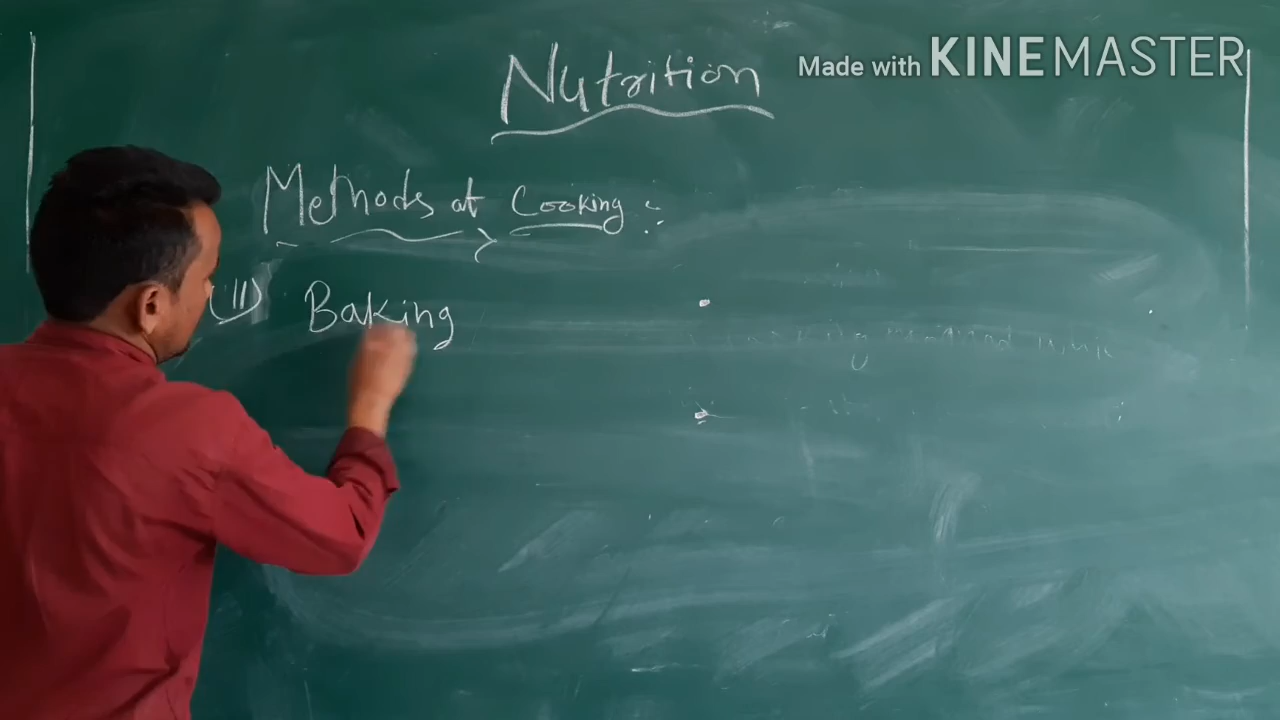 Nutrition
Made with KINEMASTER
Methods at Cooking :
(11) Baking